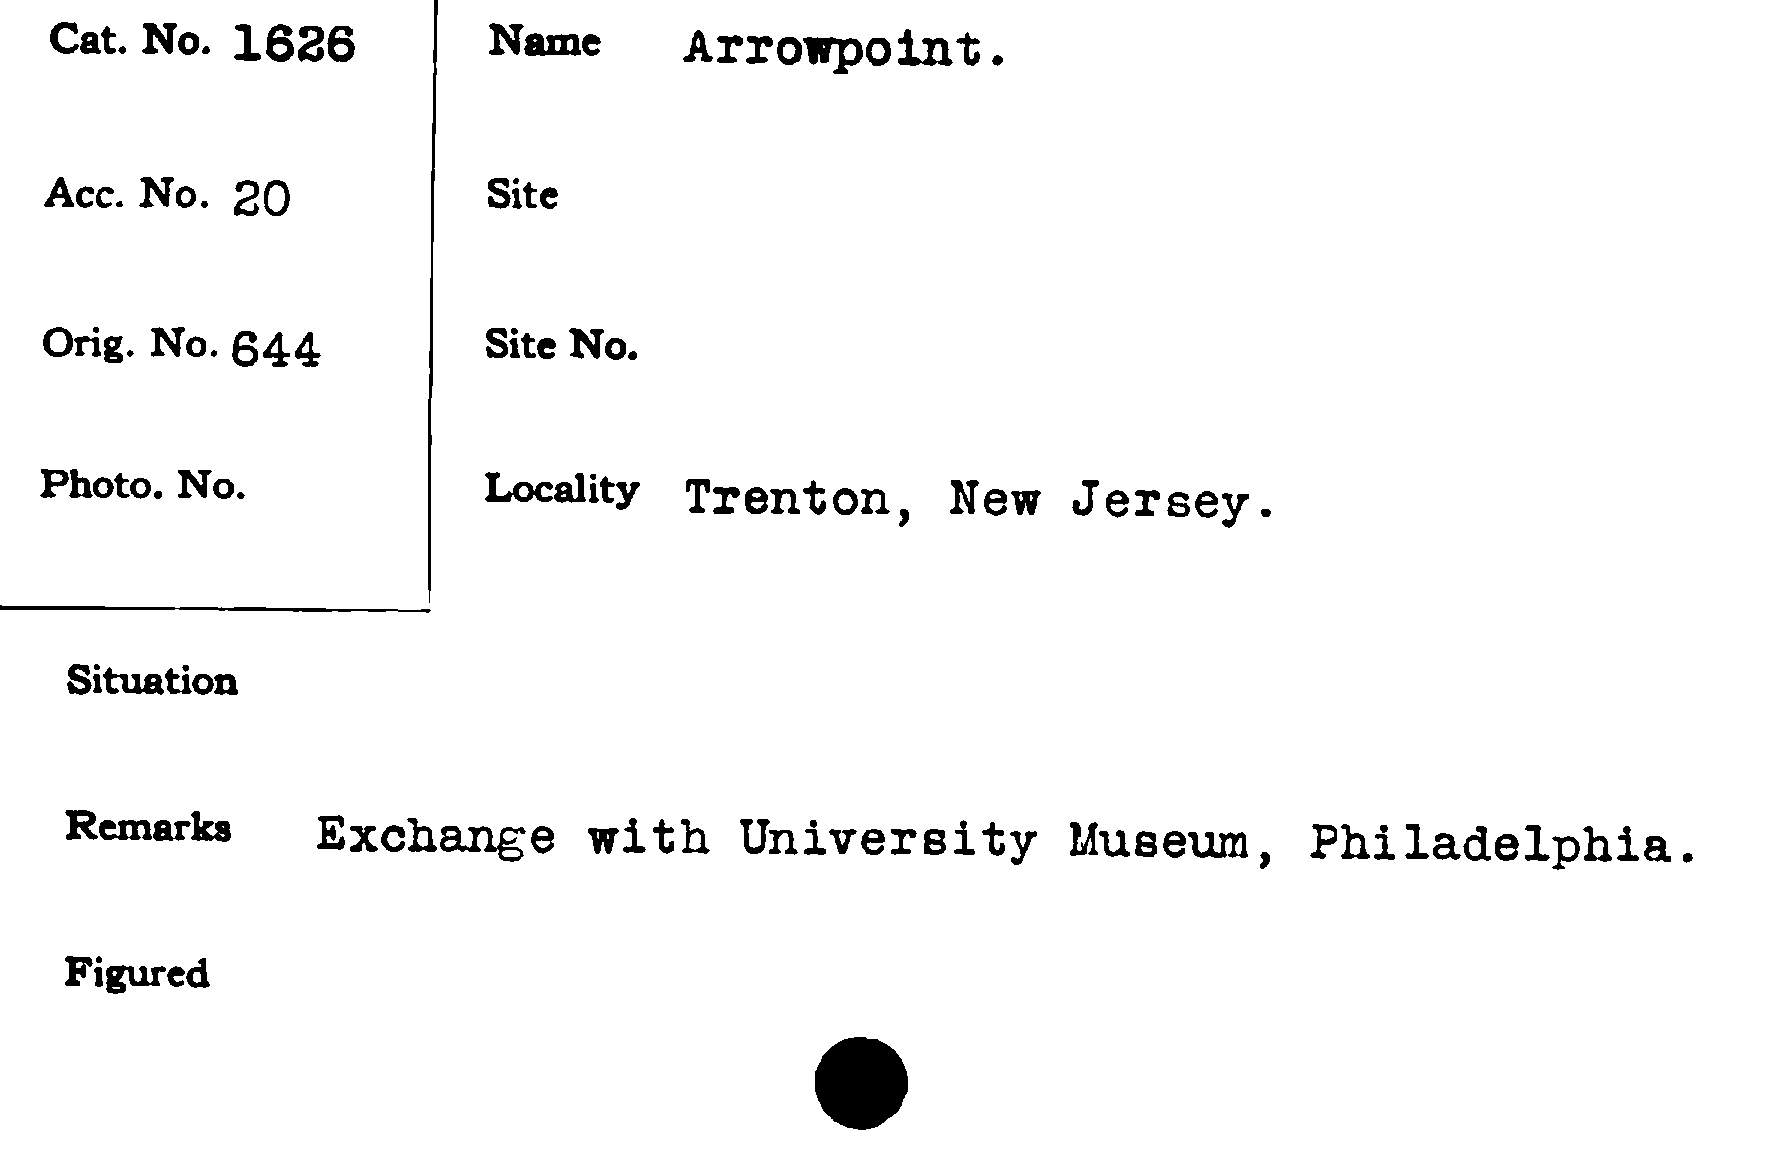 Cat. No. 1626
Name Arrowpoint.
Acc. No. 20
Site
Orig. No. 644
Site No.
Photo. No.
Locality Trenton, New Jersey.
Situation
Remarks Exchange with University Museum, Philadelphia.
Figured